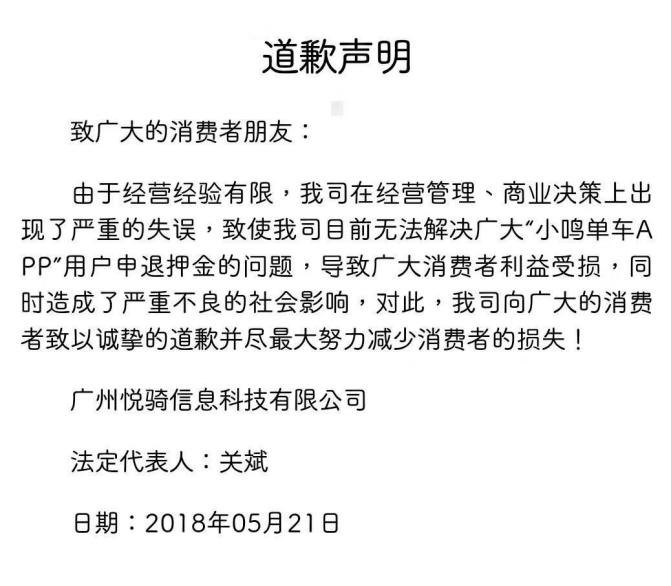 道歉声明
致广大的消费者朋友：
由于经营经验有限，我司在经营管理、商业决策上出
现了严重的失误，致使我司目前无法解决广大“小鸣单车A
PP”用户申退押金的问题，导致广大消费者利益受损，同
时造成了严重不良的社会影响，对此，我司向广大的消费
者致以诚挚的道歉并尽最大努力减少消费者的损失！
广州悦骑信息科技有限公司
法定代表人：关斌
日期：2018年05月21日